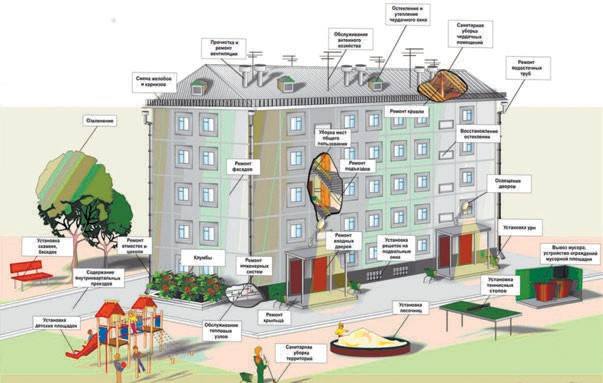 Остекление и
утепление
чердачного окна
Санитарная
уборка
чердачных
помещений
Обслуживание
антенного
хозяйства
Прочистка и
ремонт
вентиляции
Ремонт
водосточных
труб
Смена желобов
и карнизов
Ремонт кровли
Озеленение
Уборка мест
общего
пользования
Восстановление
остекления
Ремонт
фасадов
Ремонт
подъездов
Освещение
дворов
Установка урн
Установка
скамеек,
беседок
Ремонт
отмосток и
цоколя
Клумбы
Ремонт
инженерных
систем
Ремонт
входных
дверей
Установка
решеток на
подвальные
окна
Вывоз мусора,
устройство ограждений
мусорной площадки
Содержание
внутриквартальных
проездов
Установка
теннисных
столов
Установка
детских площадок
Обслуживание
тепловых
узлов
Ремонт
крыльца
Установка
песочниц
Санитарная
уборка
территорий